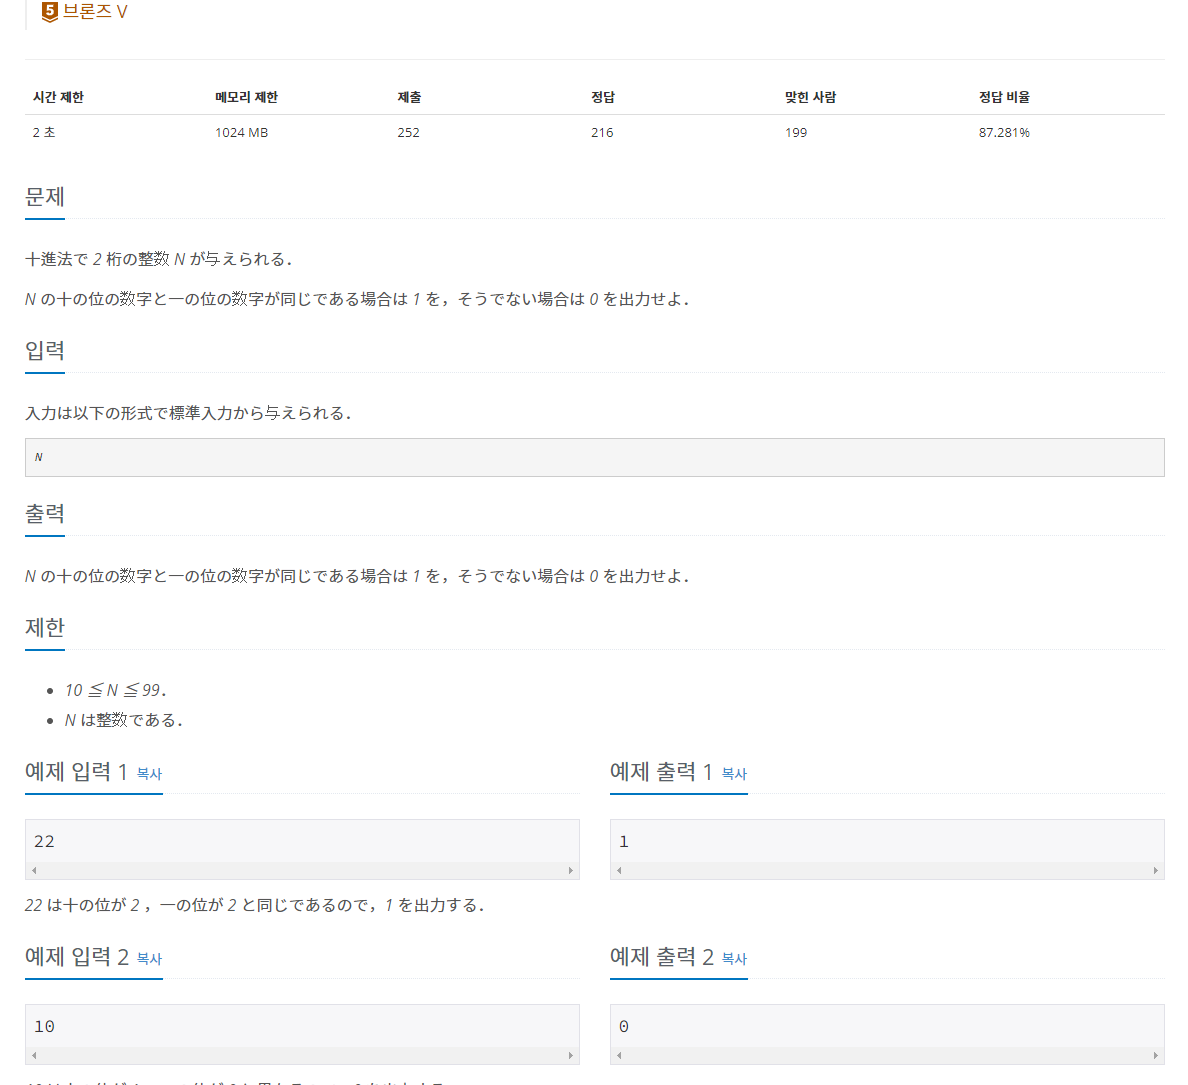 5 브론즈 V
시간 제한 메모리 제한 제출 정답 맞힌 사람 정답 비율
2 초 1024 MB 252 216 199 87.281%
문제
十進法で 2 桁の整数 N が与えられる．
N の十の位の数字と一の位の数字が同じである場合は 1 を，そうでない場合は 0 を出力せよ．
입력
入力は以下の形式で標準入力から与えられる．
N
출력
N の十の位の数字と一の位の数字が同じである場合は 1 を，そうでない場合は 0 を出力せよ．
제한
• 10 ≦ N ≦ 99．
• N は整数である．
예제 입력 1 복사
22
예제 출력 1 복사
1
22 は十の位が 2 ，一の位が 2 と同じであるので，1 を出力する．
예제 입력 2 복사
10
예제 출력 2 복사
0